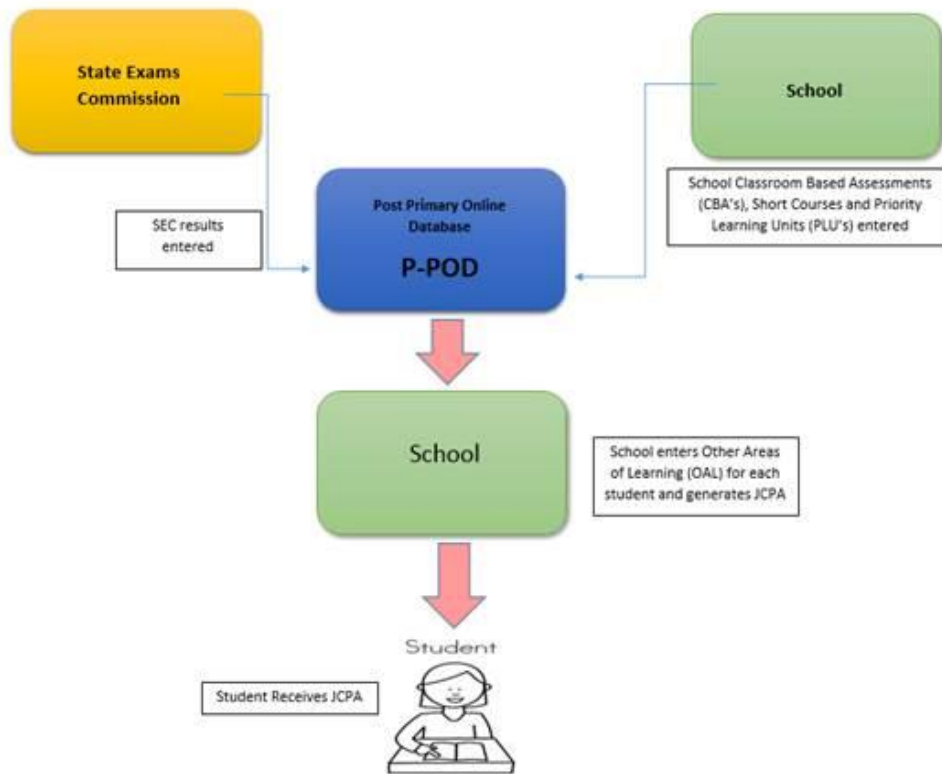 State Exams
Commission
School
School Classroom Based Assessments
(CBA's), Short Courses and Priority
Learning Units (PLU's) entered
SEC results
entered
Post Primary Online
Database
P-POD
School
School enters Other Areas
of Learning (OAL) for each
student and generates JCPA
Student
Student Receives JCPA